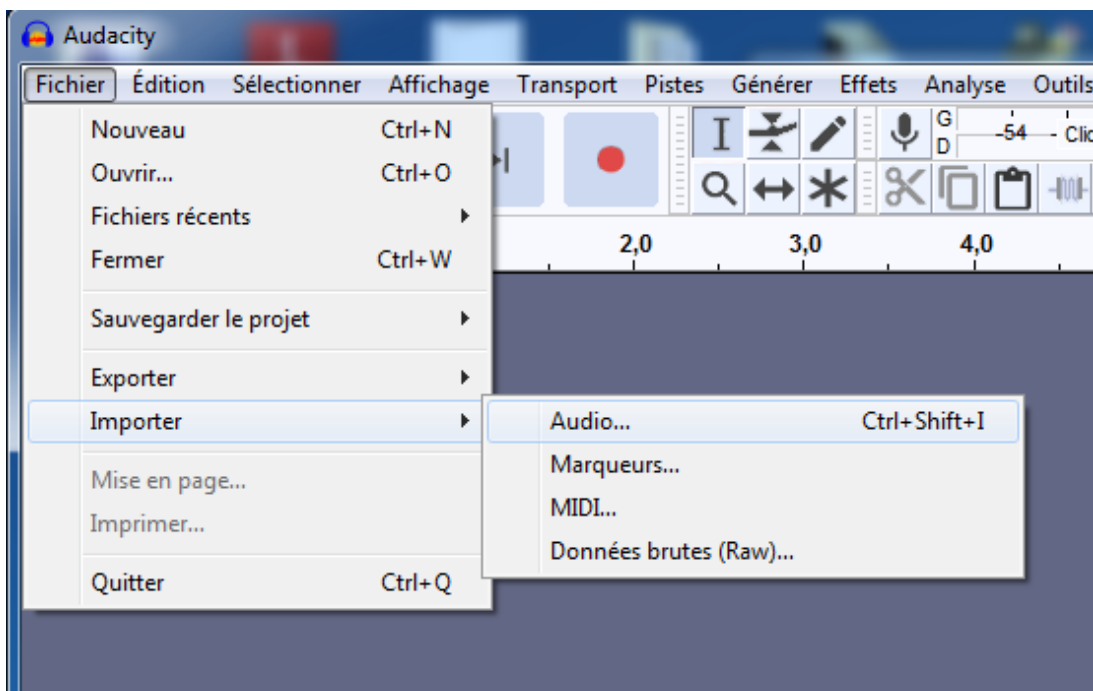 Audacity
Fichier Édition Sélectionner Affichage Transport Pistes Générer Effets Analyse Outils
Nouveau Ctrl+N
Ouvrir... Ctrl+O
Fichiers récents
Fermer Ctrl+W
Sauvegarder le projet
Exporter
Importer
Mise en page...
Imprimer...
Quitter Ctrl+Q
G
D
-54 - Clic
2,0 3,0 4,0
Audio... Ctrl+Shift+I
Marqueurs...
MIDI...
Données brutes (Raw)...